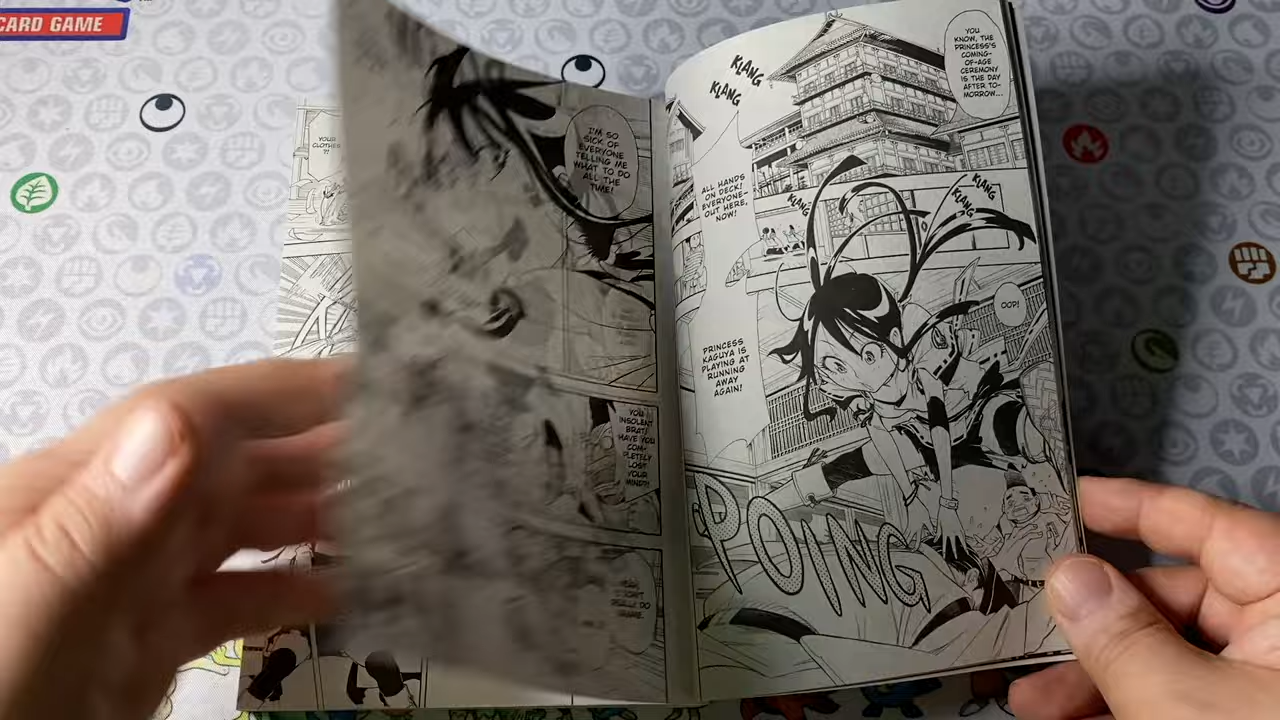 CARD GAME
YOUR
CLOTHES
?!
I'M SO
SICK OF
EVERYONE
TELLING ME
WHAT TO DO
ALL THE
TIME!
YOU
INSOLENT
BRAT!
HAVE YOU
COM-
PLETELY
LOST
YOUR
MIND?!
YOU
KNOW, THE
PRINCESS'S
COMING-
OF-AGE
CEREMONY
IS THE DAY
AFTER TO-
MORROW...
KLANG
KLANG
ALL HANDS
ON DECK!
EVERYONE
OUT HERE,
NOW!
KLANG
KLANG
KLANG
OOP!
PRINCESS
KAGUYA IS
PLAYING AT
RUNNING
AWAY
AGAIN!
POING